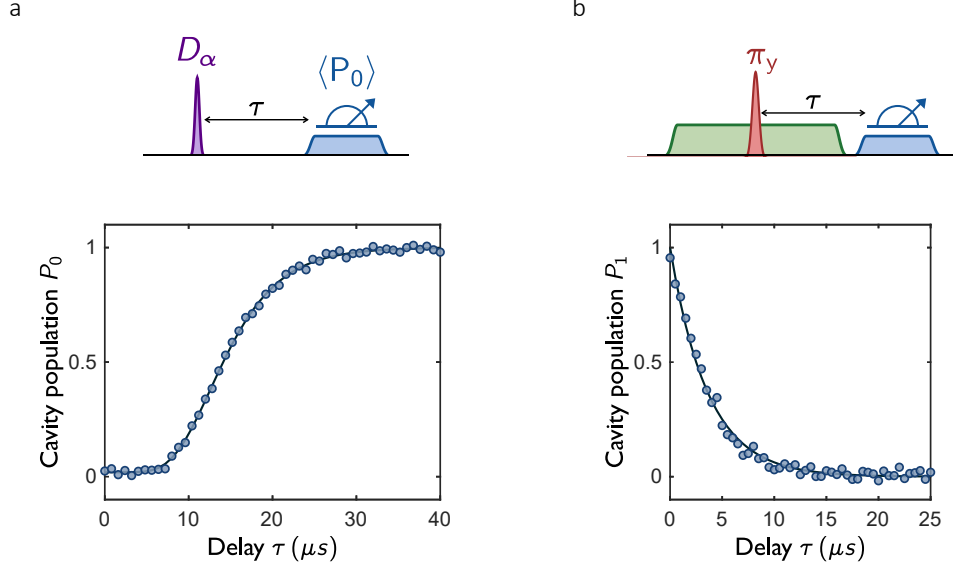 a
b
D_α
⟨P_0⟩
τ
π_y
τ
Cavity population P_0
1
0.5
0
0
10
20
30
40
Delay τ (μs)
Cavity population P_1
1
0.5
0
0
5
10
15
20
25
Delay τ (μs)